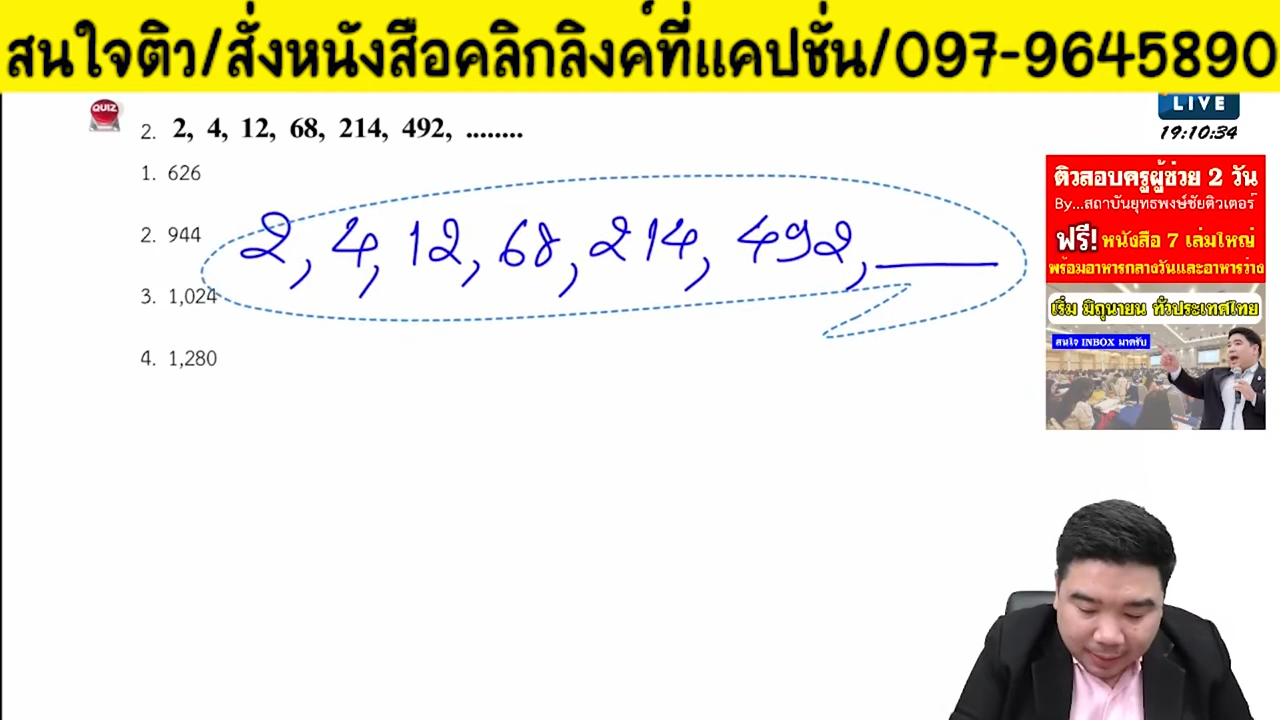 สนใจติว/สั่งหนังสือคลิกลิงค์ที่แคปชั่น/097-9645890
LIVE
19:10:34
QUIZ
2. 2, 4, 12, 68, 214, 492, ........
1. 626
2. 944
3. 1,024
4. 1,280
2, 4, 12, 68, 214, 492,
ติวสอบครูผู้ช่วย 2 วัน
By...สถาบันยุทธพงษ์ชัยติวเตอร์
ฟรี! หนังสือ 7 เล่มใหญ่
พร้อมอาหารกลางวันและอาหารว่าง
เริ่ม มิถุนายน ทั่วประเทศไทย
สนใจ INBOX มาครับ